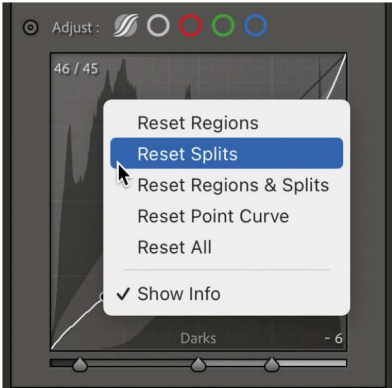 Adjust :
46 / 45
Reset Regions
Reset Splits
Reset Regions & Splits
Reset Point Curve
Reset All
✓ Show Info
Darks - 6